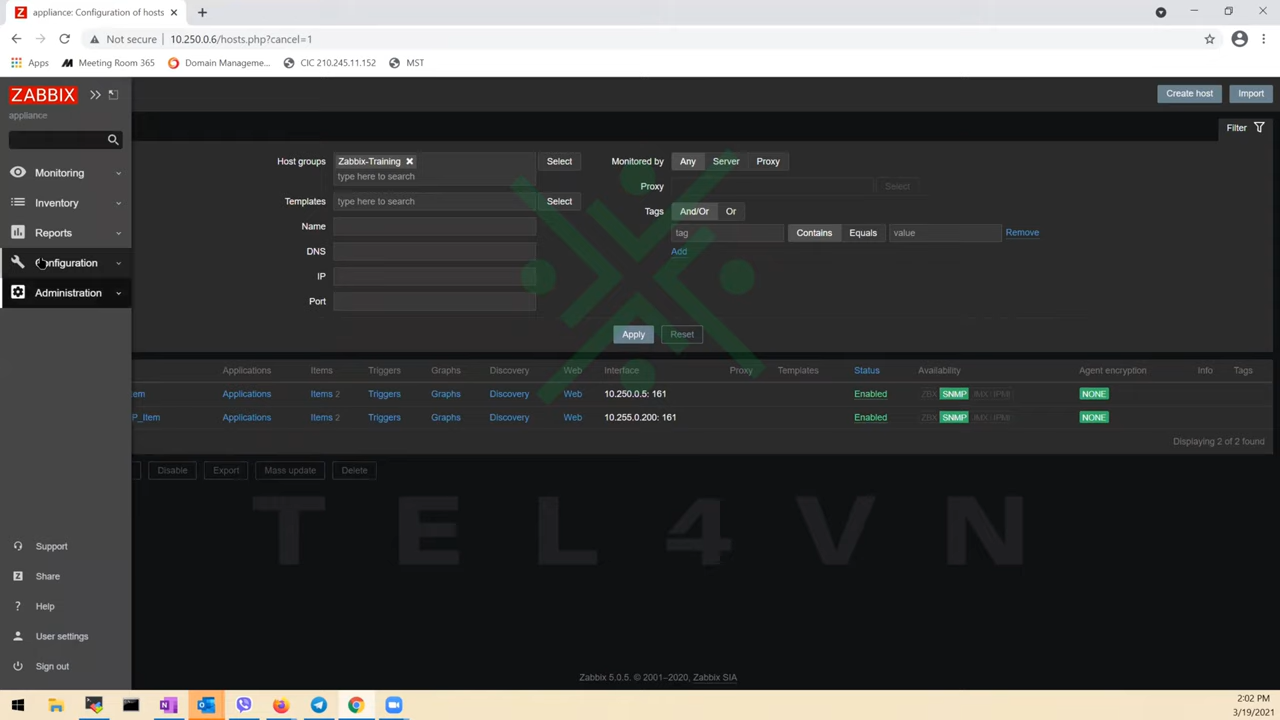 appliance: Configuration of hosts
Not secure 10.250.0.6/hosts.php?cancel=1
Apps Meeting Room 365 Domain Manageme... CIC 210.245.11.152 MST
ZABBIX
appliance
Create host Import
Filter
Monitoring
Inventory
Reports
Configuration
Administration
Host groups Zabbix-Training Select
type here to search
Templates type here to search Select
Name
DNS
IP
Port
Monitored by Any Server Proxy
Proxy Select
Tags And/Or Or
tag Contains Equals value Remove
Add
Apply Reset
Applications Items Triggers Graphs Discovery Web Interface Proxy Templates Status Availability Agent encryption Info Tags
em Applications Items 2 Triggers Graphs Discovery Web 10.250.0.5: 161 Enabled ZBX SNMP JMX IPMI NONE
P_Item Applications Items 2 Triggers Graphs Discovery Web 10.255.0.200: 161 Enabled ZBX SNMP JMX IPMI NONE
Displaying 2 of 2 found
Disable Export Mass update Delete
TEL4VN
Support
Share
Help
User settings
Sign out
Zabbix 5.0.5. © 2001–2020, Zabbix SIA
2:02 PM
3/19/2021